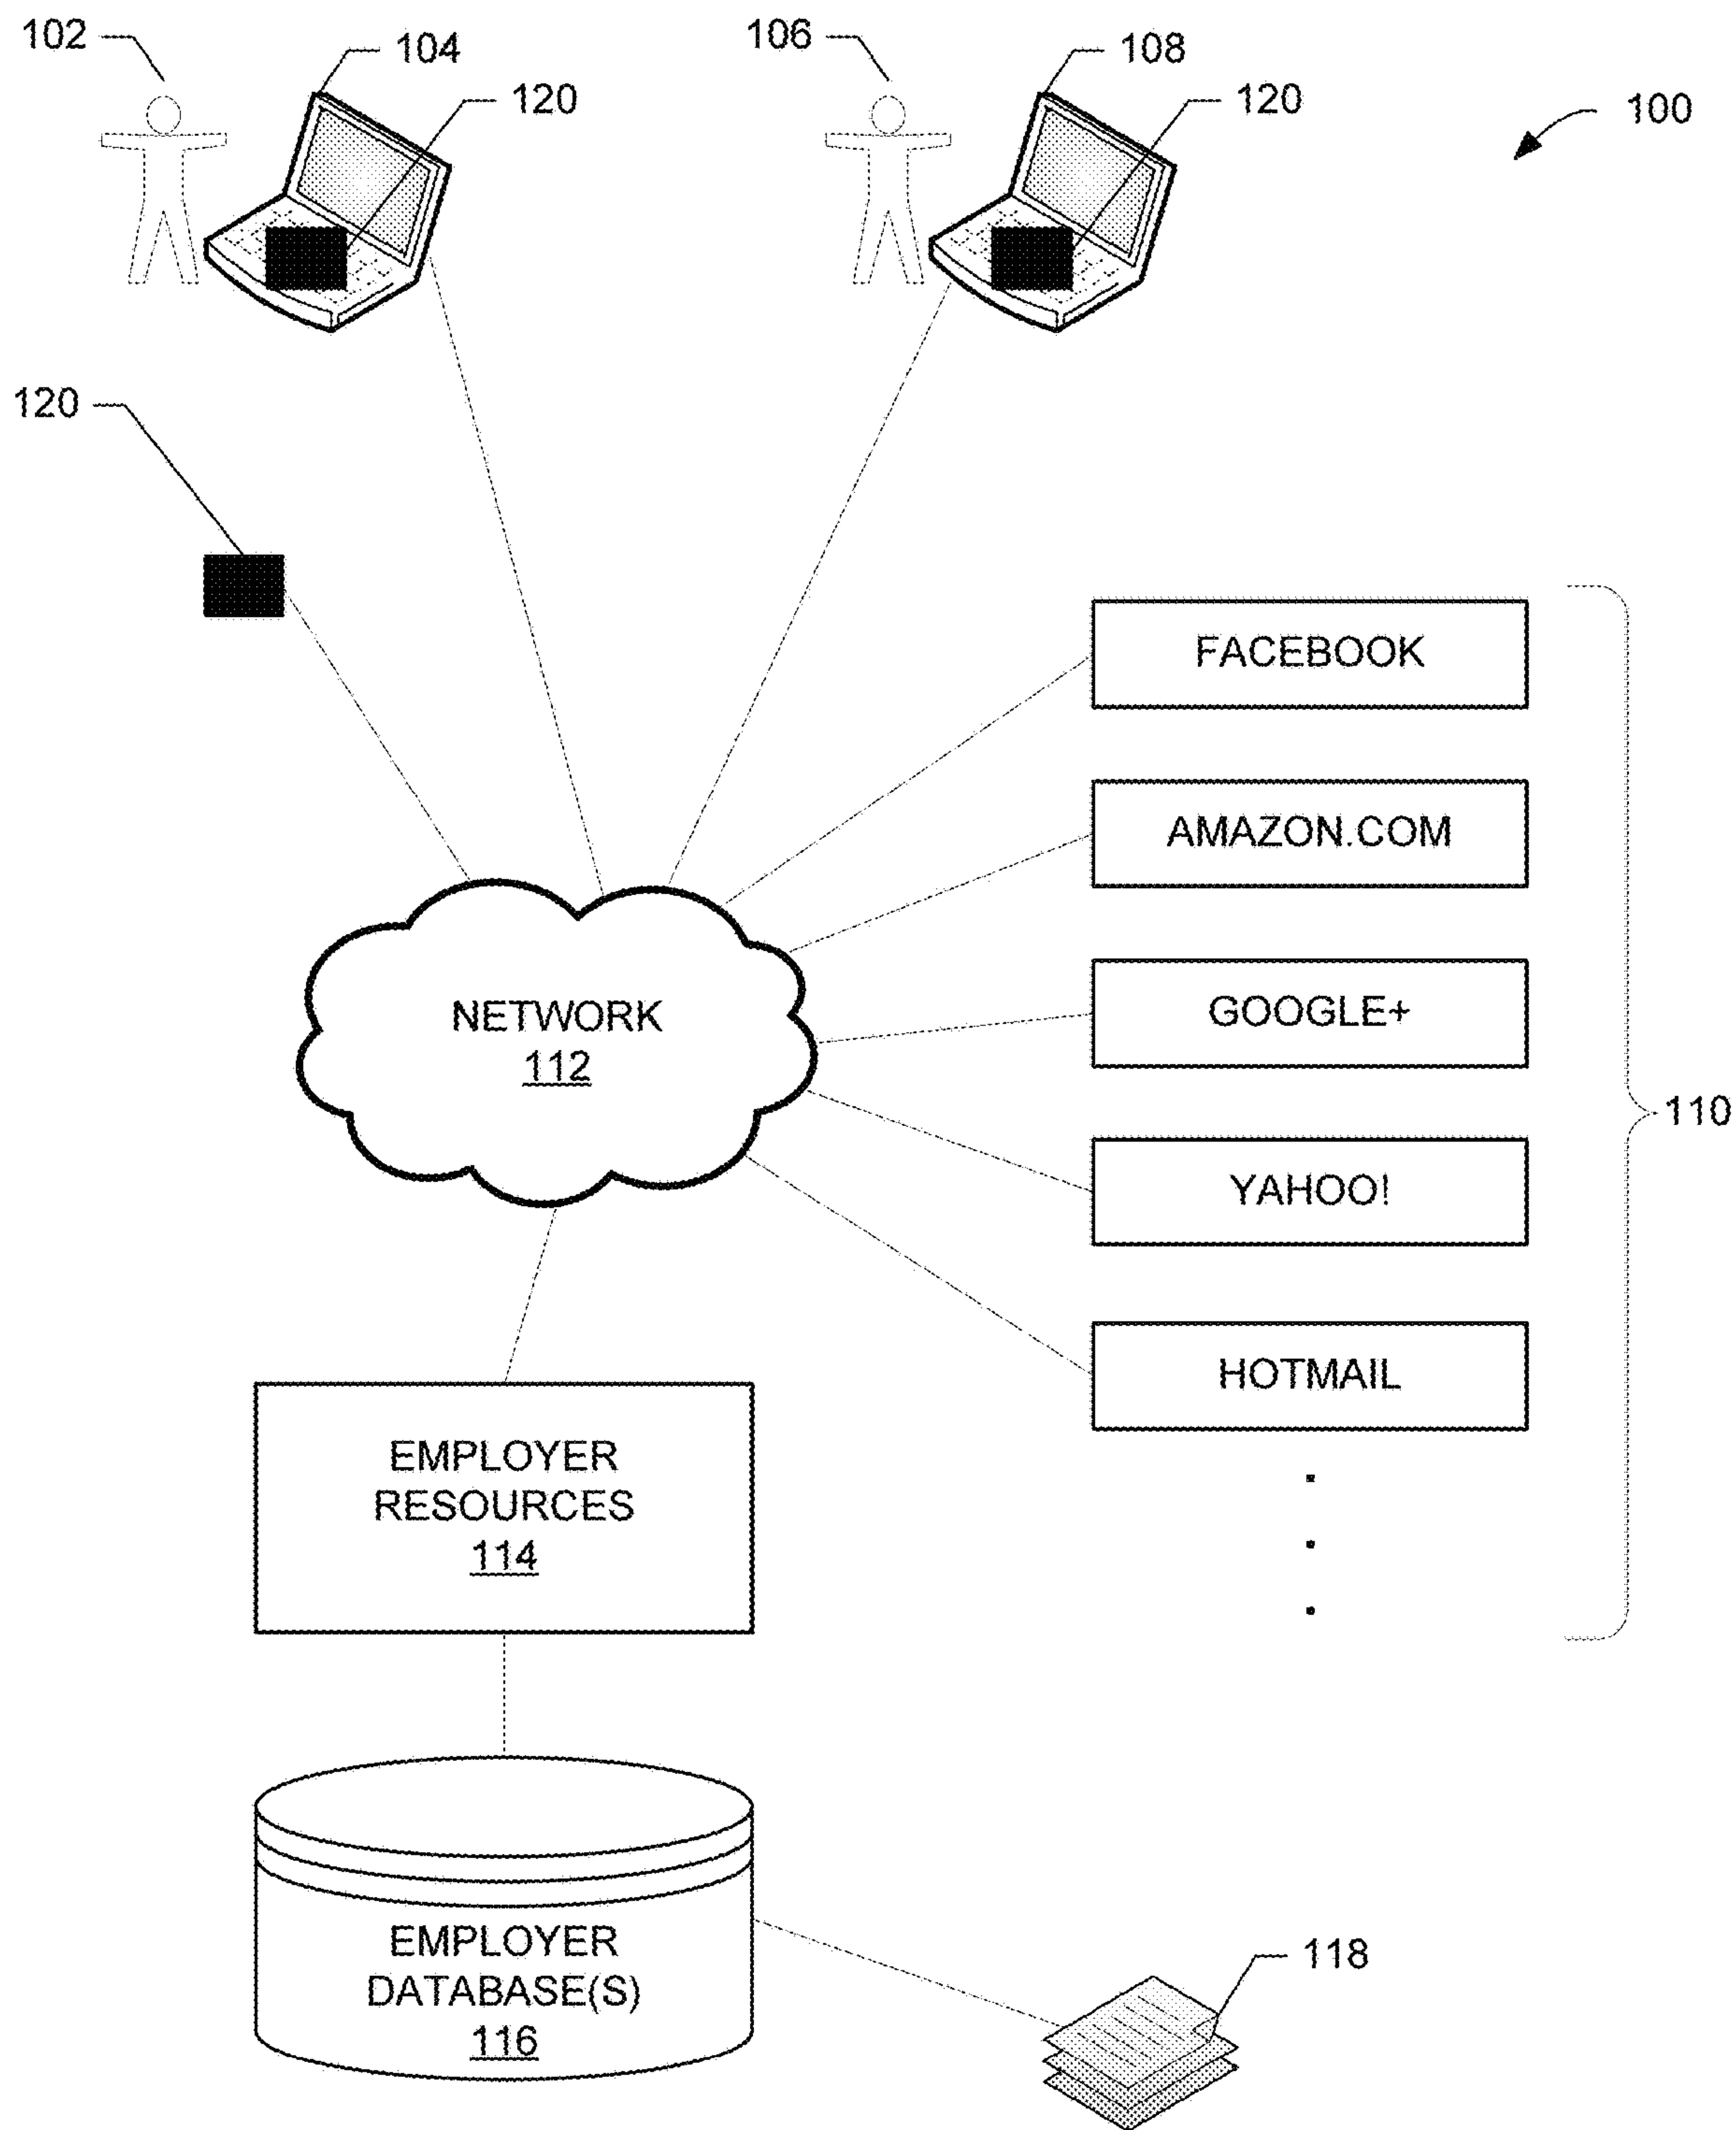 102
104
120
106
108
120
100
120
FACEBOOK
AMAZON.COM
GOOGLE+
YAHOO!
HOTMAIL
110
NETWORK
112
EMPLOYER
RESOURCES
114
EMPLOYER
DATABASE(S)
116
118